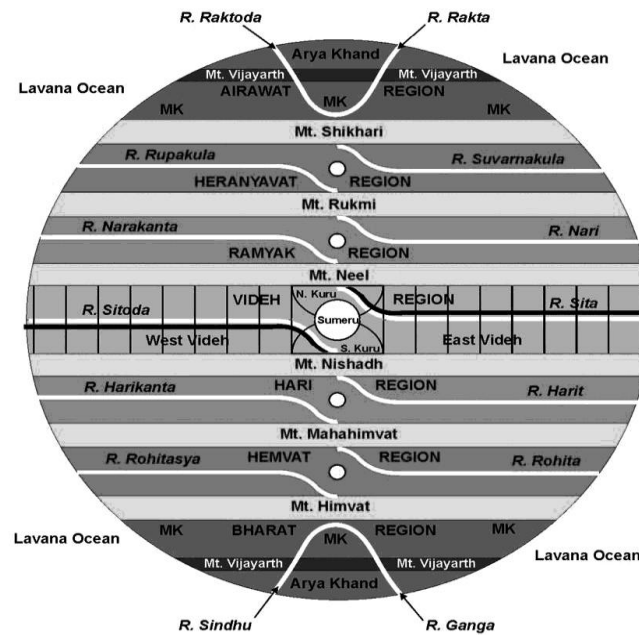 R. Raktoda R. Rakta
Arya Khand
Lavana Ocean Mt. Vijayarth Mt. Vijayarth Lavana Ocean
AIRAWAT MK REGION
MK MK
Mt. Shikhari
R. Rupakula R. Suvarnakula
HERANYAVAT REGION
Mt. Rukmi
R. Narakanta R. Nari
RAMYAK REGION
Mt. Neel
VIDEH N. Kuru REGION
R. Sitoda Sumeru R. Sita
West Videh S. Kuru East Videh
Mt. Nishadh
R. Harikanta HARI REGION R. Harit
Mt. Mahahimvat
R. Rohitasya HEMVAT REGION R. Rohita
Mt. Himvat
MK BHARAT MK REGION MK
Lavana Ocean Mt. Vijayarth Mt. Vijayarth Lavana Ocean
Arya Khand
R. Sindhu R. Ganga